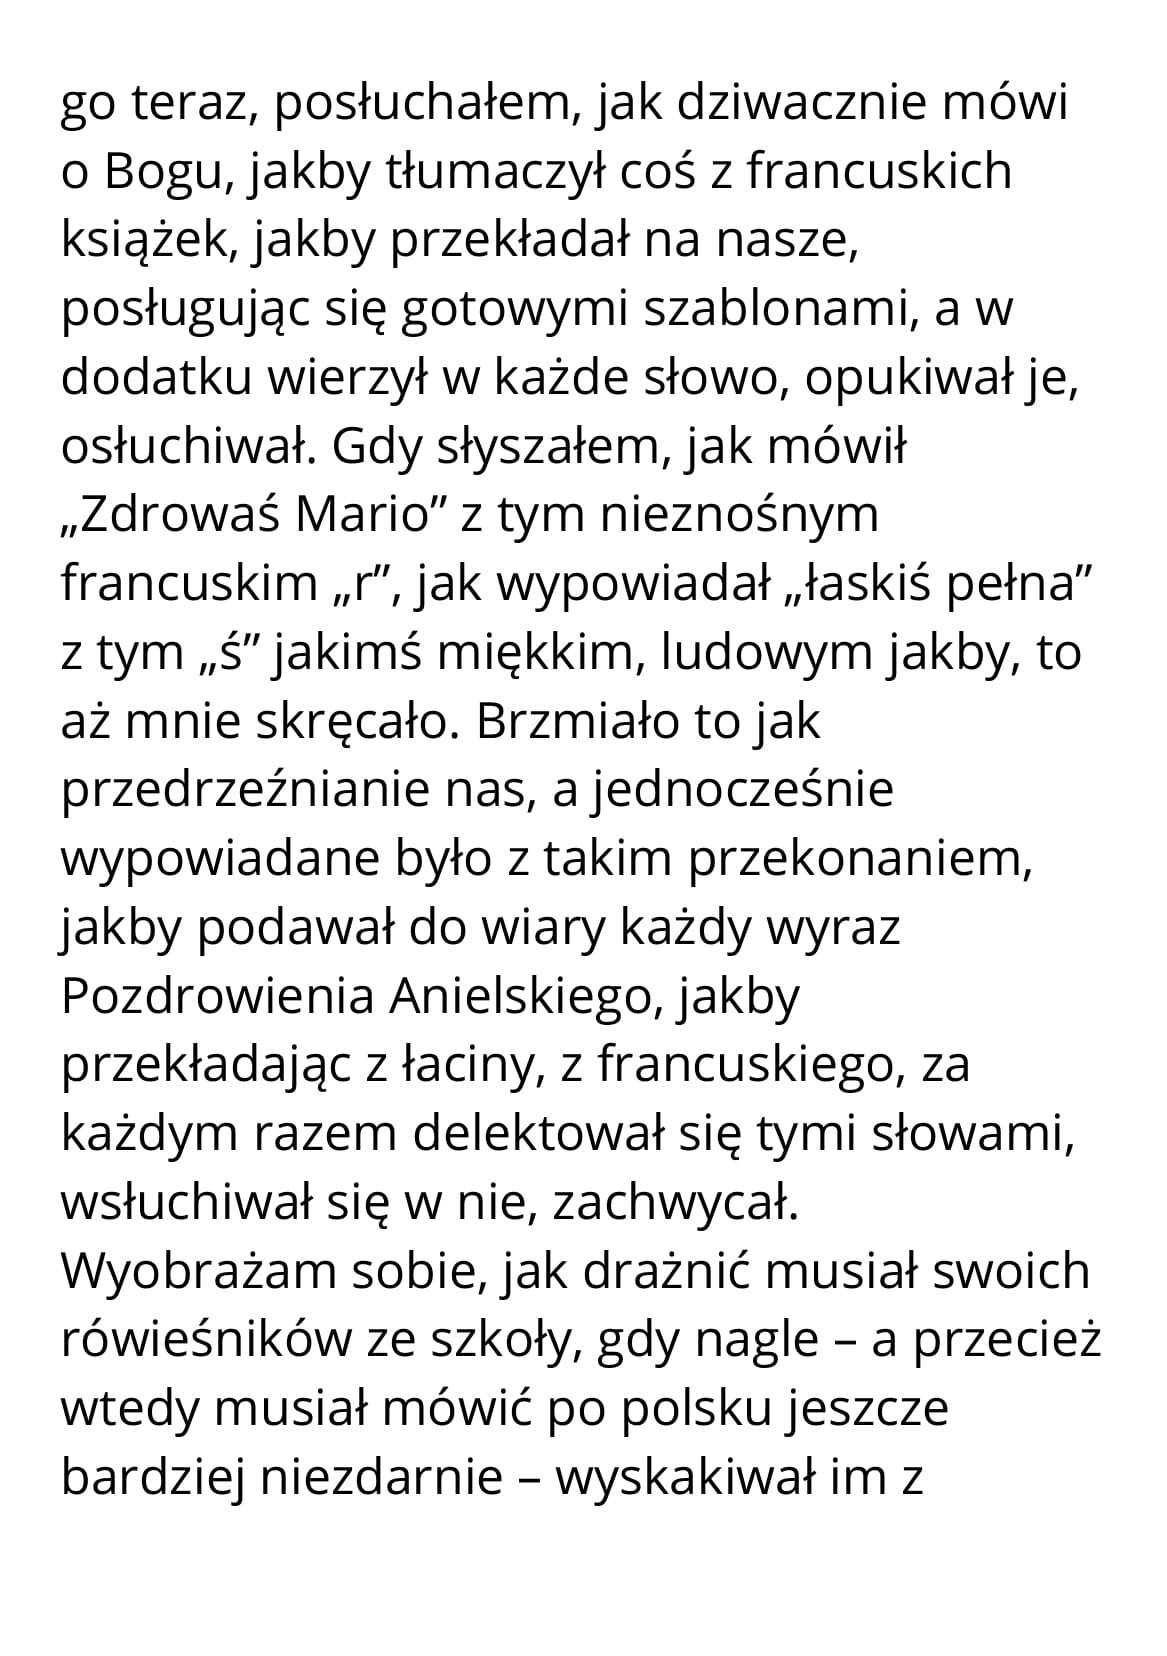 go teraz, posłuchałem, jak dziwacznie mówi
o Bogu, jakby tłumaczył coś z francuskich
książek, jakby przekładał na nasze,
posługując się gotowymi szablonami, a w
dodatku wierzył w każde słowo, opukiwał je,
osłuchiwał. Gdy słyszałem, jak mówił
„Zdrowaś Mario” z tym nieznośnym
francuskim „r”, jak wypowiadał „łaskiś pełna”
z tym „ś” jakimś miękkim, ludowym jakby, to
aż mnie skręcało. Brzmiało to jak
przedrzeźnianie nas, a jednocześnie
wypowiadane było z takim przekonaniem,
jakby podawał do wiary każdy wyraz
Pozdrowienia Anielskiego, jakby
przekładając z łaciny, z francuskiego, za
każdym razem delektował się tymi słowami,
wsłuchiwał się w nie, zachwycał.
Wyobrażam sobie, jak drażnić musiał swoich
rówieśników ze szkoły, gdy nagle – a przecież
wtedy musiał mówić po polsku jeszcze
bardziej niezdarnie – wyskakiwał im z